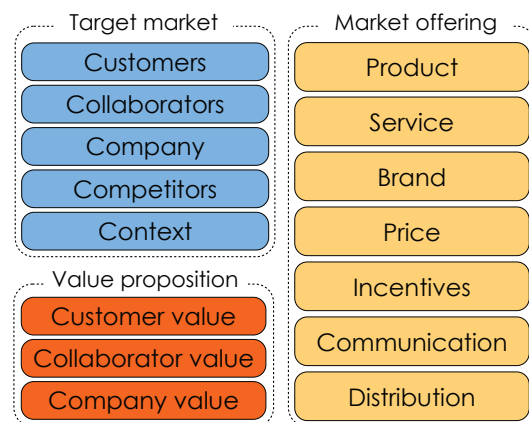 Target market
Customers
Collaborators
Company
Competitors
Context
Value proposition
Customer value
Collaborator value
Company value
Market offering
Product
Service
Brand
Price
Incentives
Communication
Distribution